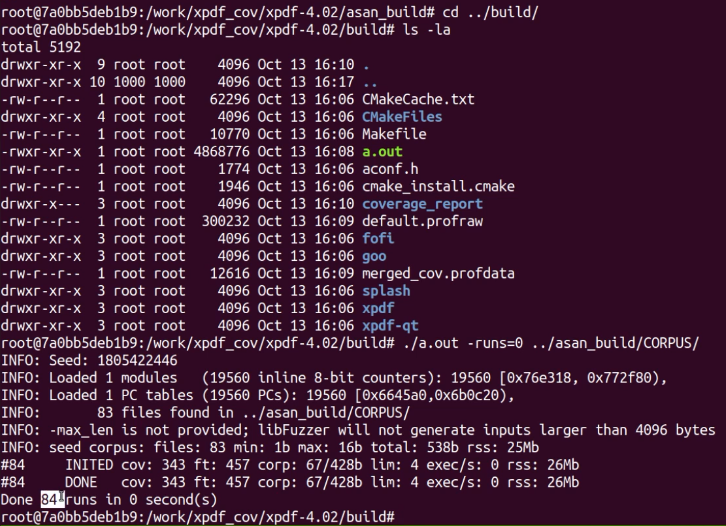 root@7a0bb5deb1b9:/work/xpdf_cov/xpdf-4.02/asan_build# cd ../build/
root@7a0bb5deb1b9:/work/xpdf_cov/xpdf-4.02/build# ls -la
total 5192
drwxr-xr-x  9 root root    4096 Oct 13 16:10 .
drwxr-xr-x 10 1000 1000    4096 Oct 13 16:17 ..
-rw-r--r--  1 root root   62296 Oct 13 16:06 CMakeCache.txt
drwxr-xr-x  4 root root    4096 Oct 13 16:06 CMakeFiles
-rw-r--r--  1 root root   10770 Oct 13 16:06 Makefile
-rwxr-xr-x  1 root root 4868776 Oct 13 16:08 a.out
-rw-r--r--  1 root root    1774 Oct 13 16:06 aconf.h
-rw-r--r--  1 root root    1946 Oct 13 16:06 cmake_install.cmake
drwxr-x---  3 root root    4096 Oct 13 16:10 coverage_report
-rw-r--r--  1 root root  300232 Oct 13 16:09 default.profraw
drwxr-xr-x  3 root root    4096 Oct 13 16:06 fofi
drwxr-xr-x  3 root root    4096 Oct 13 16:06 goo
-rw-r--r--  1 root root   12616 Oct 13 16:09 merged_cov.profdata
drwxr-xr-x  3 root root    4096 Oct 13 16:06 splash
drwxr-xr-x  3 root root    4096 Oct 13 16:06 xpdf
drwxr-xr-x  3 root root    4096 Oct 13 16:06 xpdf-qt
root@7a0bb5deb1b9:/work/xpdf_cov/xpdf-4.02/build# ./a.out -runs=0 ../asan_build/CORPUS/
INFO: Seed: 1805422446
INFO: Loaded 1 modules   (19560 inline 8-bit counters): 19560 [0x76e318, 0x772f80),
INFO: Loaded 1 PC tables (19560 PCs): 19560 [0x6645a0,0x6b0c20),
INFO:       83 files found in ../asan_build/CORPUS/
INFO: -max_len is not provided; libFuzzer will not generate inputs larger than 4096 bytes
INFO: seed corpus: files: 83 min: 1b max: 16b total: 538b rss: 25Mb
#84     INITED cov: 343 ft: 457 corp: 67/428b lim: 4 exec/s: 0 rss: 26Mb
#84     DONE   cov: 343 ft: 457 corp: 67/428b lim: 4 exec/s: 0 rss: 26Mb
Done 84 runs in 0 second(s)
root@7a0bb5deb1b9:/work/xpdf_cov/xpdf-4.02/build#